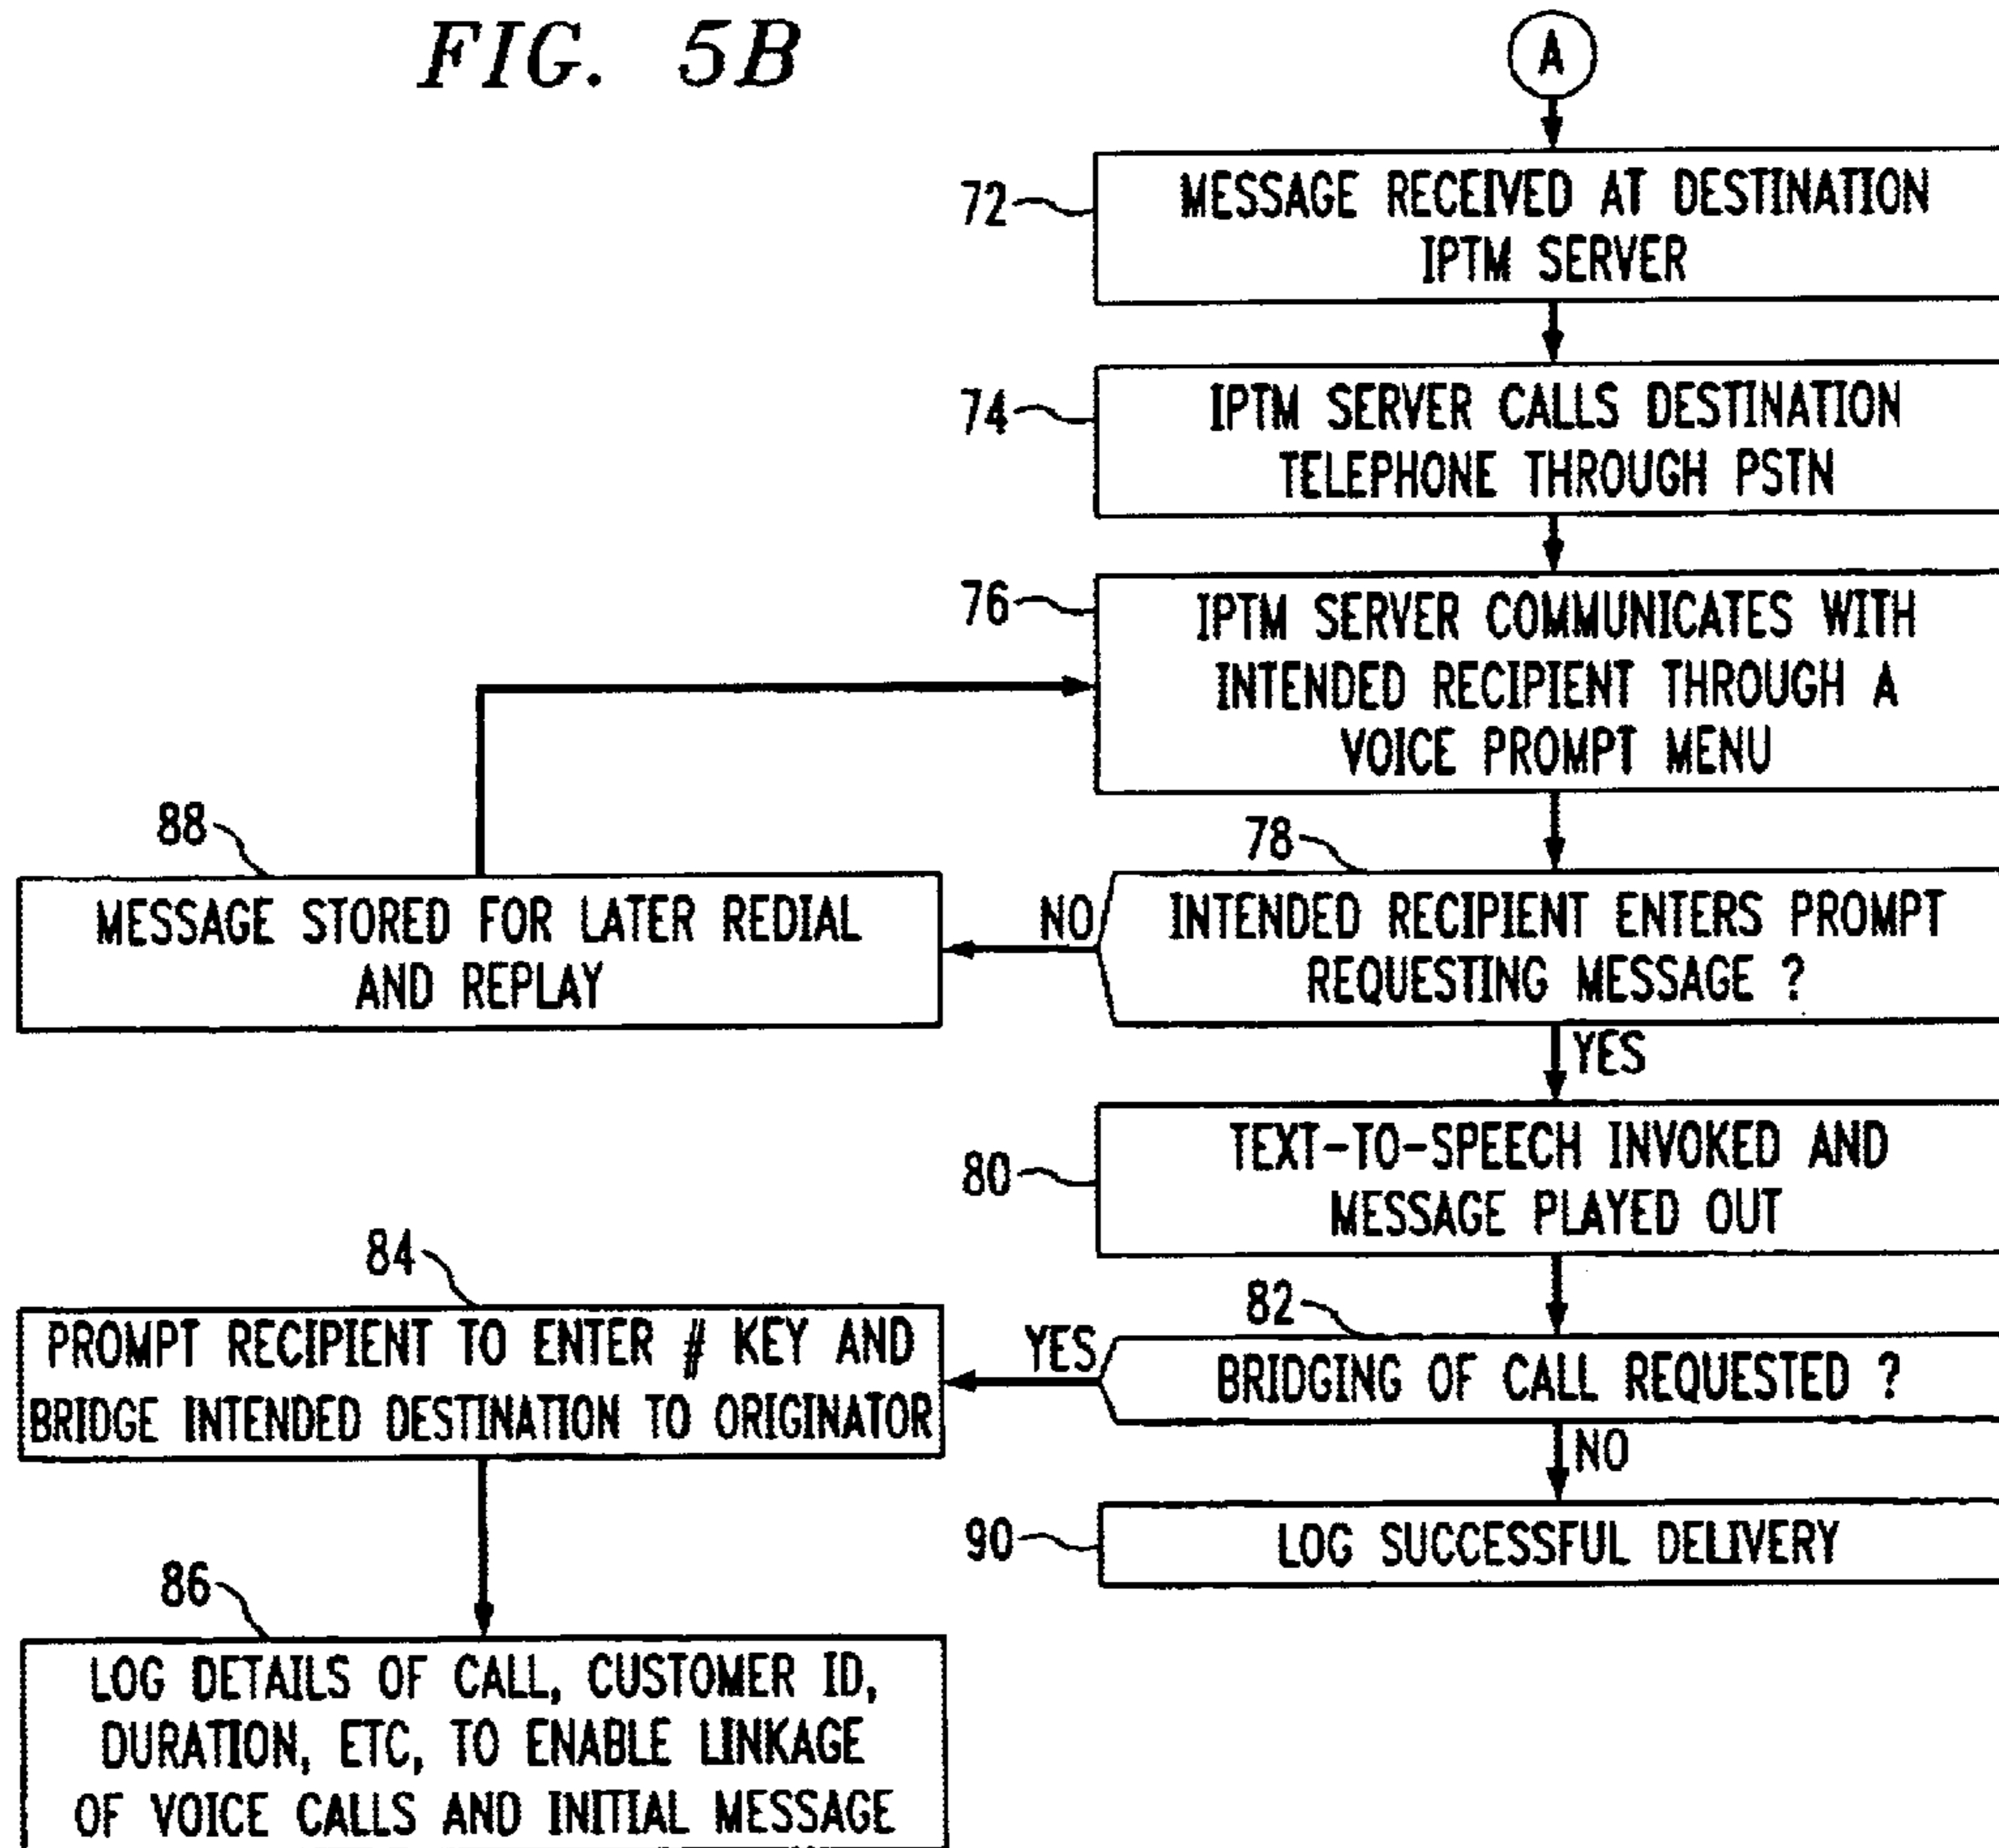 FIG. 5B
A
72
MESSAGE RECEIVED AT DESTINATION
IPTM SERVER
74
IPTM SERVER CALLS DESTINATION
TELEPHONE THROUGH PSTN
76
IPTM SERVER COMMUNICATES WITH
INTENDED RECIPIENT THROUGH A
VOICE PROMPT MENU
88
MESSAGE STORED FOR LATER REDIAL
AND REPLAY
NO
78
INTENDED RECIPIENT ENTERS PROMPT
REQUESTING MESSAGE ?
YES
80
TEXT-TO-SPEECH INVOKED AND
MESSAGE PLAYED OUT
82
BRIDGING OF CALL REQUESTED ?
YES
84
PROMPT RECIPIENT TO ENTER # KEY AND
BRIDGE INTENDED DESTINATION TO ORIGINATOR
NO
90
LOG SUCCESSFUL DELIVERY
86
LOG DETAILS OF CALL, CUSTOMER ID,
DURATION, ETC, TO ENABLE LINKAGE
OF VOICE CALLS AND INITIAL MESSAGE